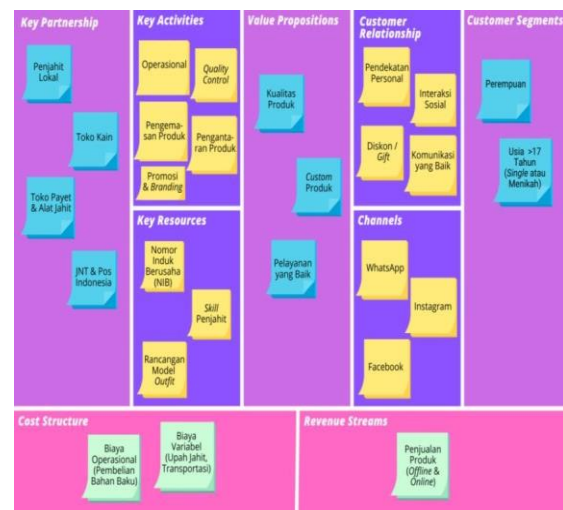 Key Partnership
Penjahit
Lokal
Toko Kain
Toko Payet
& Alat Jahit
JNT & Pos
Indonesia
Key Activities
Operasional
Quality
Control
Pengema-
san Produk
Penganta-
ran Produk
Promosi
& Branding
Key Resources
Nomor
Induk
Berusaha
(NIB)
Skill
Penjahit
Rancangan
Model
Outfit
Value Propositions
Kualitas
Produk
Custom
Produk
Pelayanan
yang Baik
Customer
Relationship
Pendekatan
Personal
Interaksi
Sosial
Diskon /
Gift
Komunikasi
yang Baik
Channels
WhatsApp
Instagram
Facebook
Customer Segments
Perempuan
Usia >17
Tahun
(Single atau
Menikah)
Cost Structure
Biaya
Operasional
(Pembelian
Bahan Baku)
Biaya
Variabel
(Upah Jahit,
Transportasi)
Revenue Streams
Penjualan
Produk
(Offline &
Online)